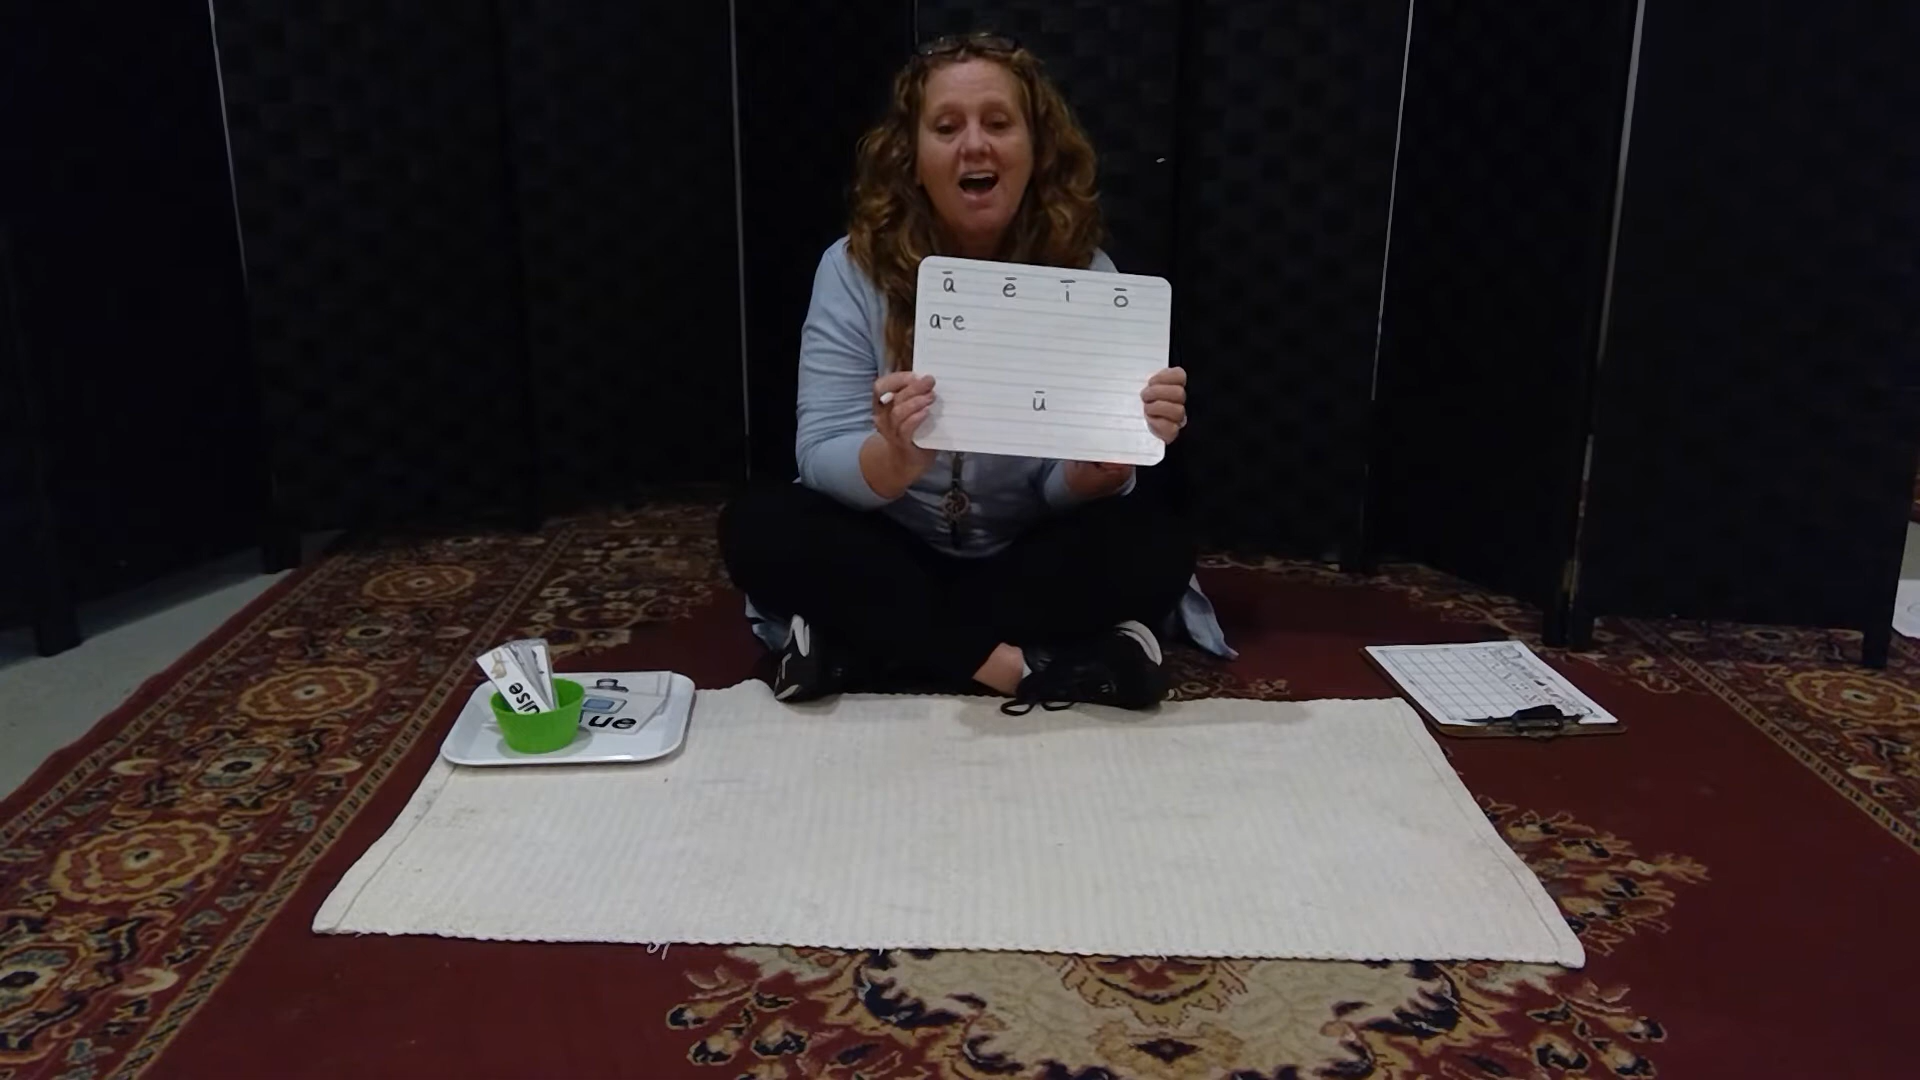 ā ē ī ō
a-e
ū
ue